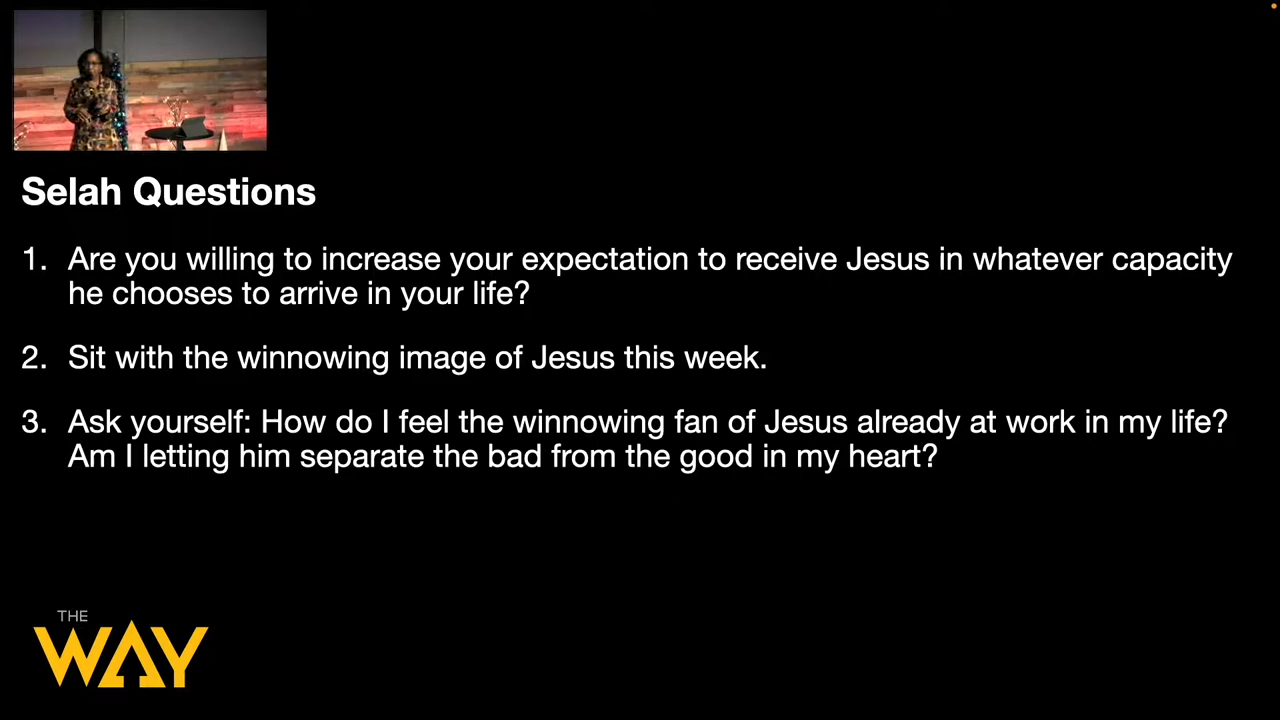 Selah Questions
1. Are you willing to increase your expectation to receive Jesus in whatever capacity
he chooses to arrive in your life?
2. Sit with the winnowing image of Jesus this week.
3. Ask yourself: How do I feel the winnowing fan of Jesus already at work in my life?
Am I letting him separate the bad from the good in my heart?
THE
WAY